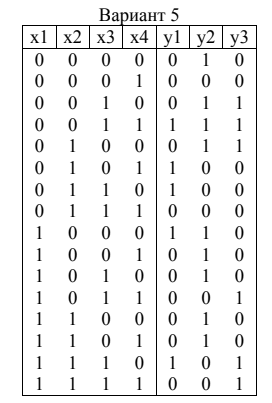 Вариант 5
x1 x2 x3 x4 y1 y2 y3
0 0 0 0 0 1 0
0 0 0 1 0 0 0
0 0 1 0 0 1 1
0 0 1 1 1 1 1
0 1 0 0 0 1 1
0 1 0 1 1 0 0
0 1 1 0 1 0 0
0 1 1 1 0 0 0
1 0 0 0 1 1 0
1 0 0 1 0 1 0
1 0 1 0 0 1 0
1 0 1 1 0 0 1
1 1 0 0 0 1 0
1 1 0 1 0 1 0
1 1 1 0 1 0 1
1 1 1 1 0 0 1